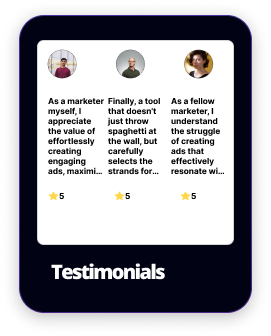 As a marketer
myself, I
appreciate
the value of
effortlessly
creating
engaging
ads, maximi...
5
Finally, a tool
that doesn't
just throw
spaghetti at
the wall, but
carefully
selects the
strands for...
5
As a fellow
marketer, I
understand
the struggle
of creating
ads that
effectively
resonate wi...
5
Testimonials